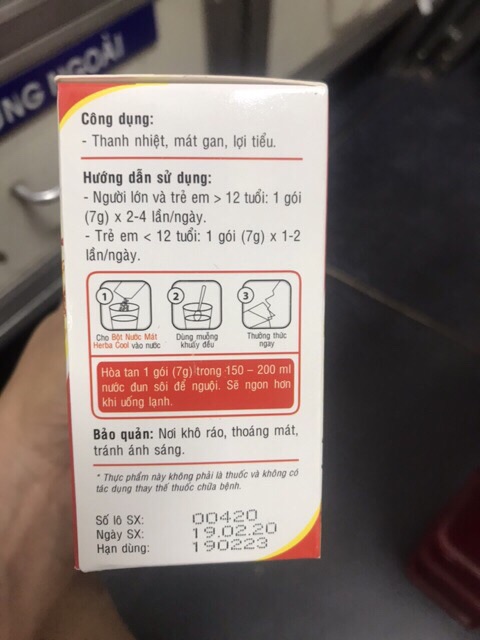 NG NGOÀI
Công dụng:
- Thanh nhiệt, mát gan, lợi tiểu.
Hướng dẫn sử dụng:
- Người lớn và trẻ em > 12 tuổi: 1 gói
(7g) x 2-4 lần/ngày.
- Trẻ em < 12 tuổi: 1 gói (7g) x 1-2
lần/ngày.
1 2 3
Cho Bột Nước Mát
Herba Cool vào nước
Dùng muỗng
khuấy đều
Thưởng thức
ngay
Hòa tan 1 gói (7g) trong 150 – 200 ml
nước đun sôi để nguội. Sẽ ngon hơn
khi uống lạnh.
Bảo quản: Nơi khô ráo, thoáng mát,
tránh ánh sáng.
* Thực phẩm này không phải là thuốc và không có
tác dụng thay thế thuốc chữa bệnh.
Số lô SX: 00420
Ngày SX: 19.02.20
Hạn dùng: 190223